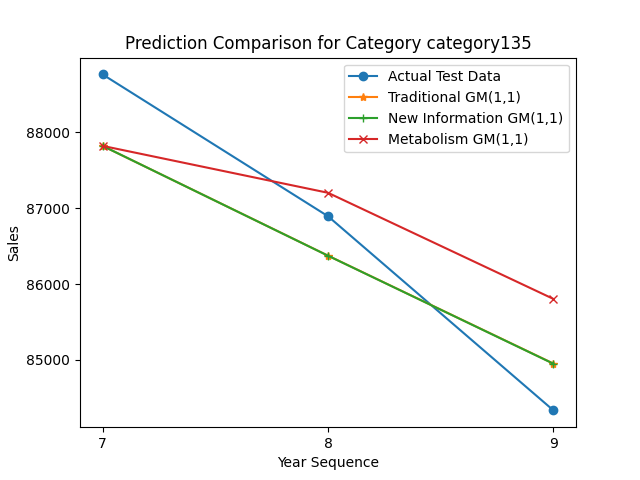 Prediction Comparison for Category category135
Actual Test Data
Traditional GM(1,1)
New Information GM(1,1)
Metabolism GM(1,1)
88000
87000
86000
85000
Sales
7
8
9
Year Sequence